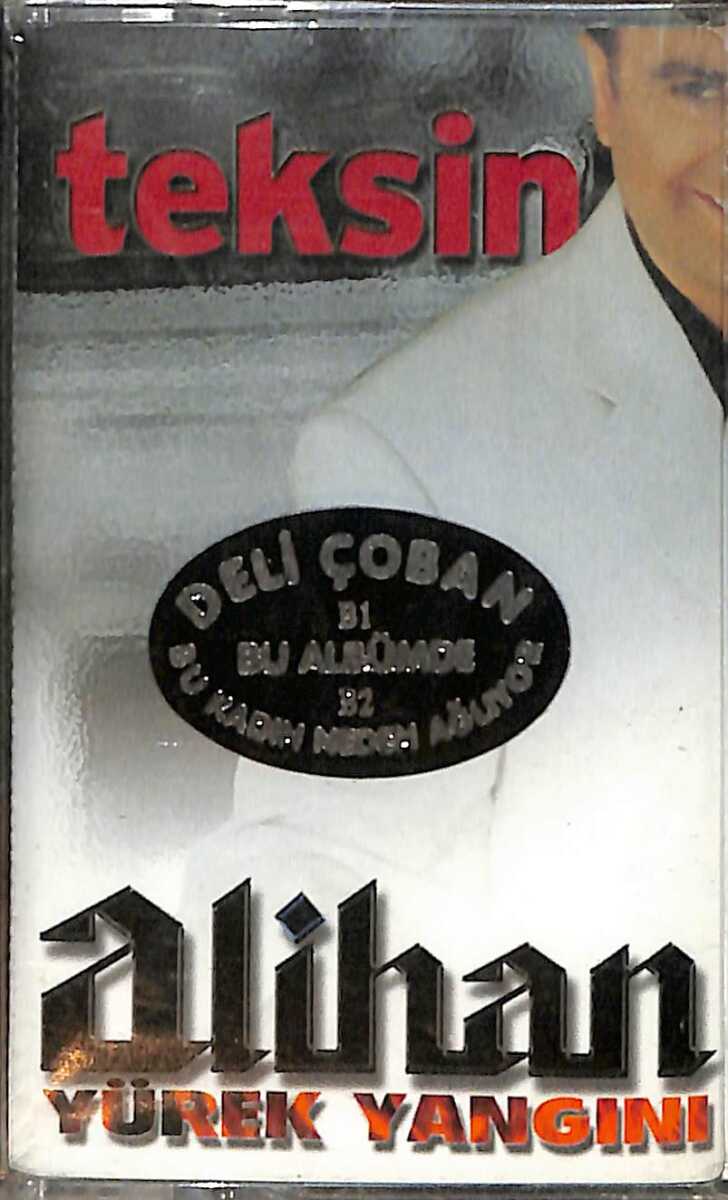 teksin
DELİ ÇOBAN
B1
BU ALBÜMDE
B2
BU KADIN NEDEN AĞLIYOR
alihan
YÜREK YANGINI